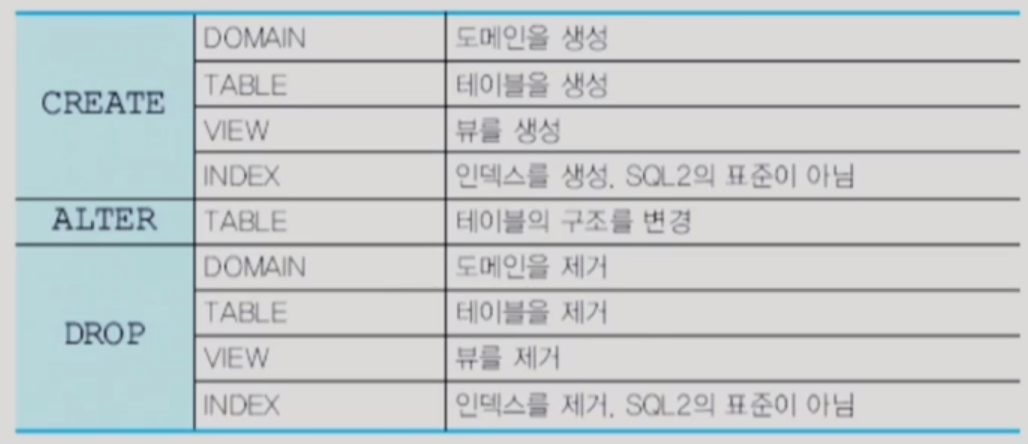 CREATE
DOMAIN 도메인을 생성
TABLE 테이블을 생성
VIEW 뷰를 생성
INDEX 인덱스를 생성, SQL2의 표준이 아님
ALTER TABLE 테이블의 구조를 변경
DROP
DOMAIN 도메인을 제거
TABLE 테이블을 제거
VIEW 뷰를 제거
INDEX 인덱스를 제거, SQL2의 표준이 아님